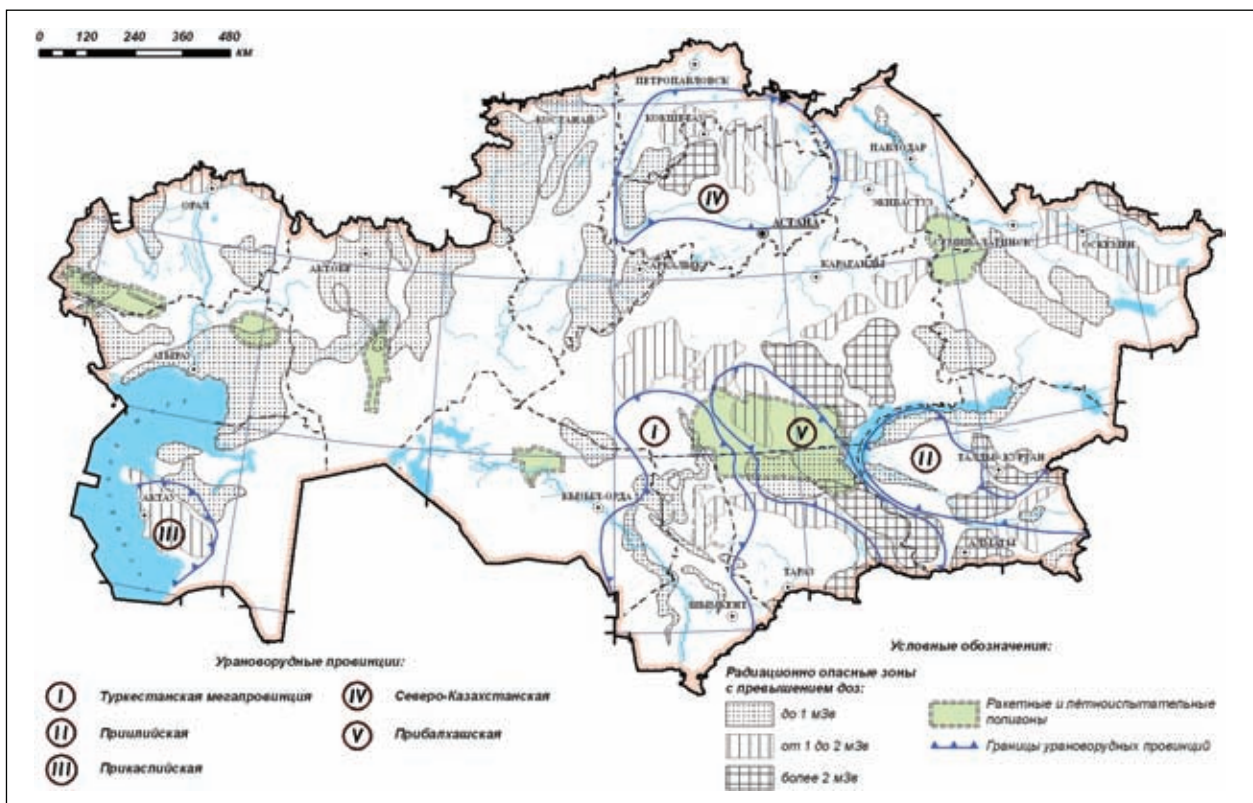 0 120 240 360 480
КМ
ПЕТРОПАВЛОВСК
КОСТАНАЙ
КОКШЕТАУ
ПАВЛОДАР
ЭКИБАСТУЗ
IV
АСТАНА
ОРАЛ
АКТОБЕ
АРКАЛЫК
КАРАГАНДЫ
ОСКЕМЕН
АТЫРАУ
I
V
II
ТАЛДЫ-КУРГАН
АКТАУ
III
КЫЗЫЛ-ОРДА
АЛМАТЫ
ТАРАЗ
ШЫМКЕНТ
Урановорудные провинции:
I Туркестанская мегапровинция
II Приилийская
III Прикаспийская
IV Северо-Казахстанская
V Прибалхашская
Условные обозначения:
Радиационно опасные зоны
с превышением доз:
до 1 мЗв
от 1 до 2 мЗв
более 2 мЗв
Ракетные и лётноиспытательные
полигоны
Границы урановорудных провинций